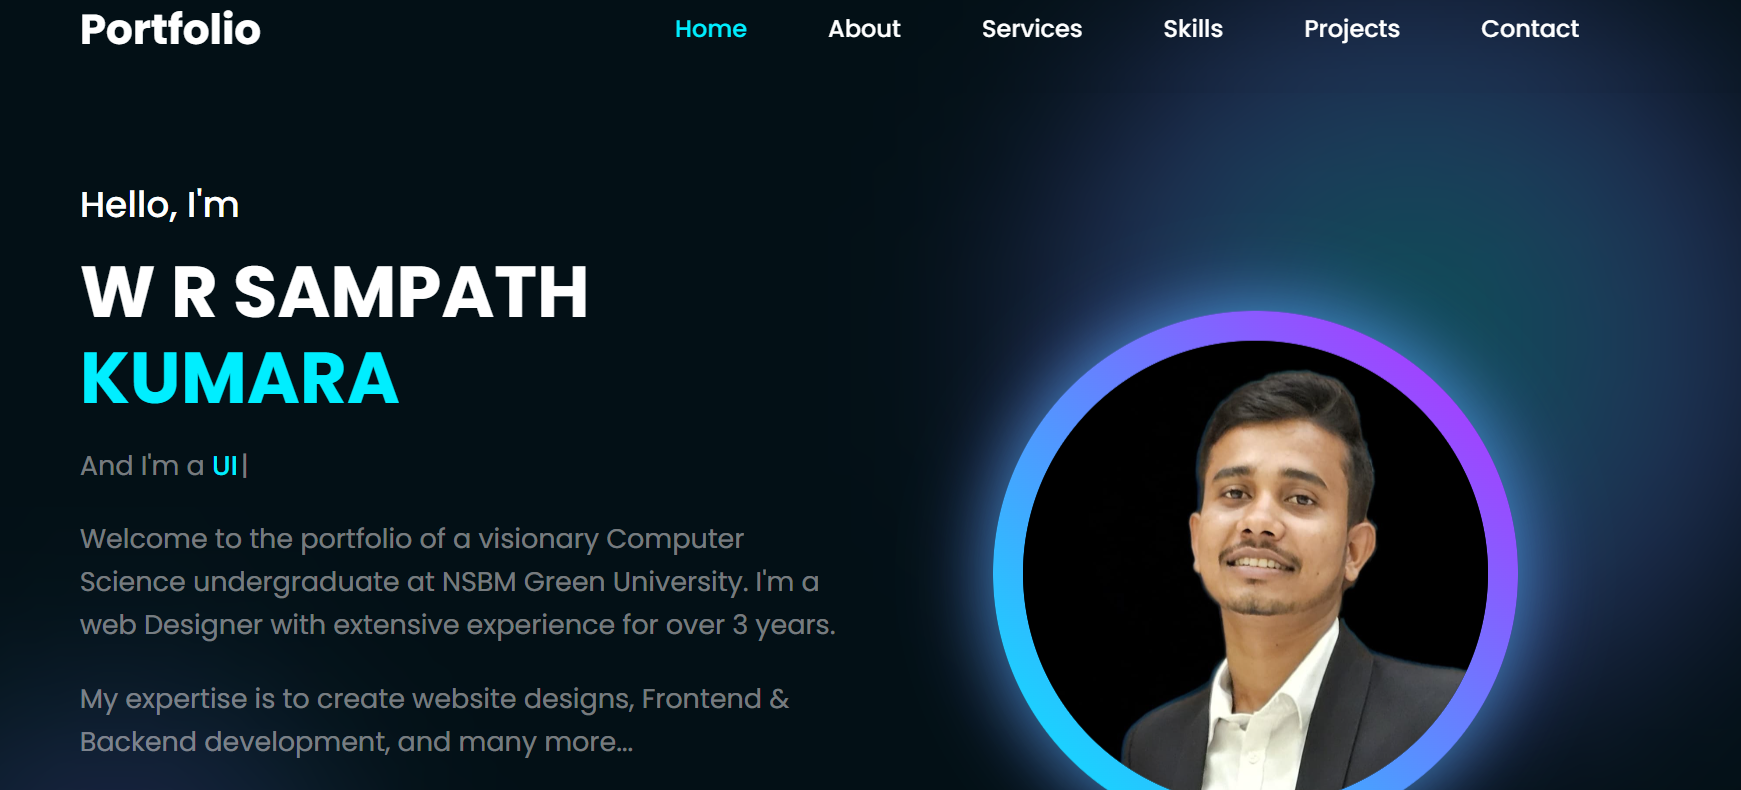 Portfolio
Home About Services Skills Projects Contact
Hello, I'm
W R SAMPATH
KUMARA
And I'm a UI|
Welcome to the portfolio of a visionary Computer
Science undergraduate at NSBM Green University. I'm a
web Designer with extensive experience for over 3 years.
My expertise is to create website designs, Frontend &
Backend development, and many more...